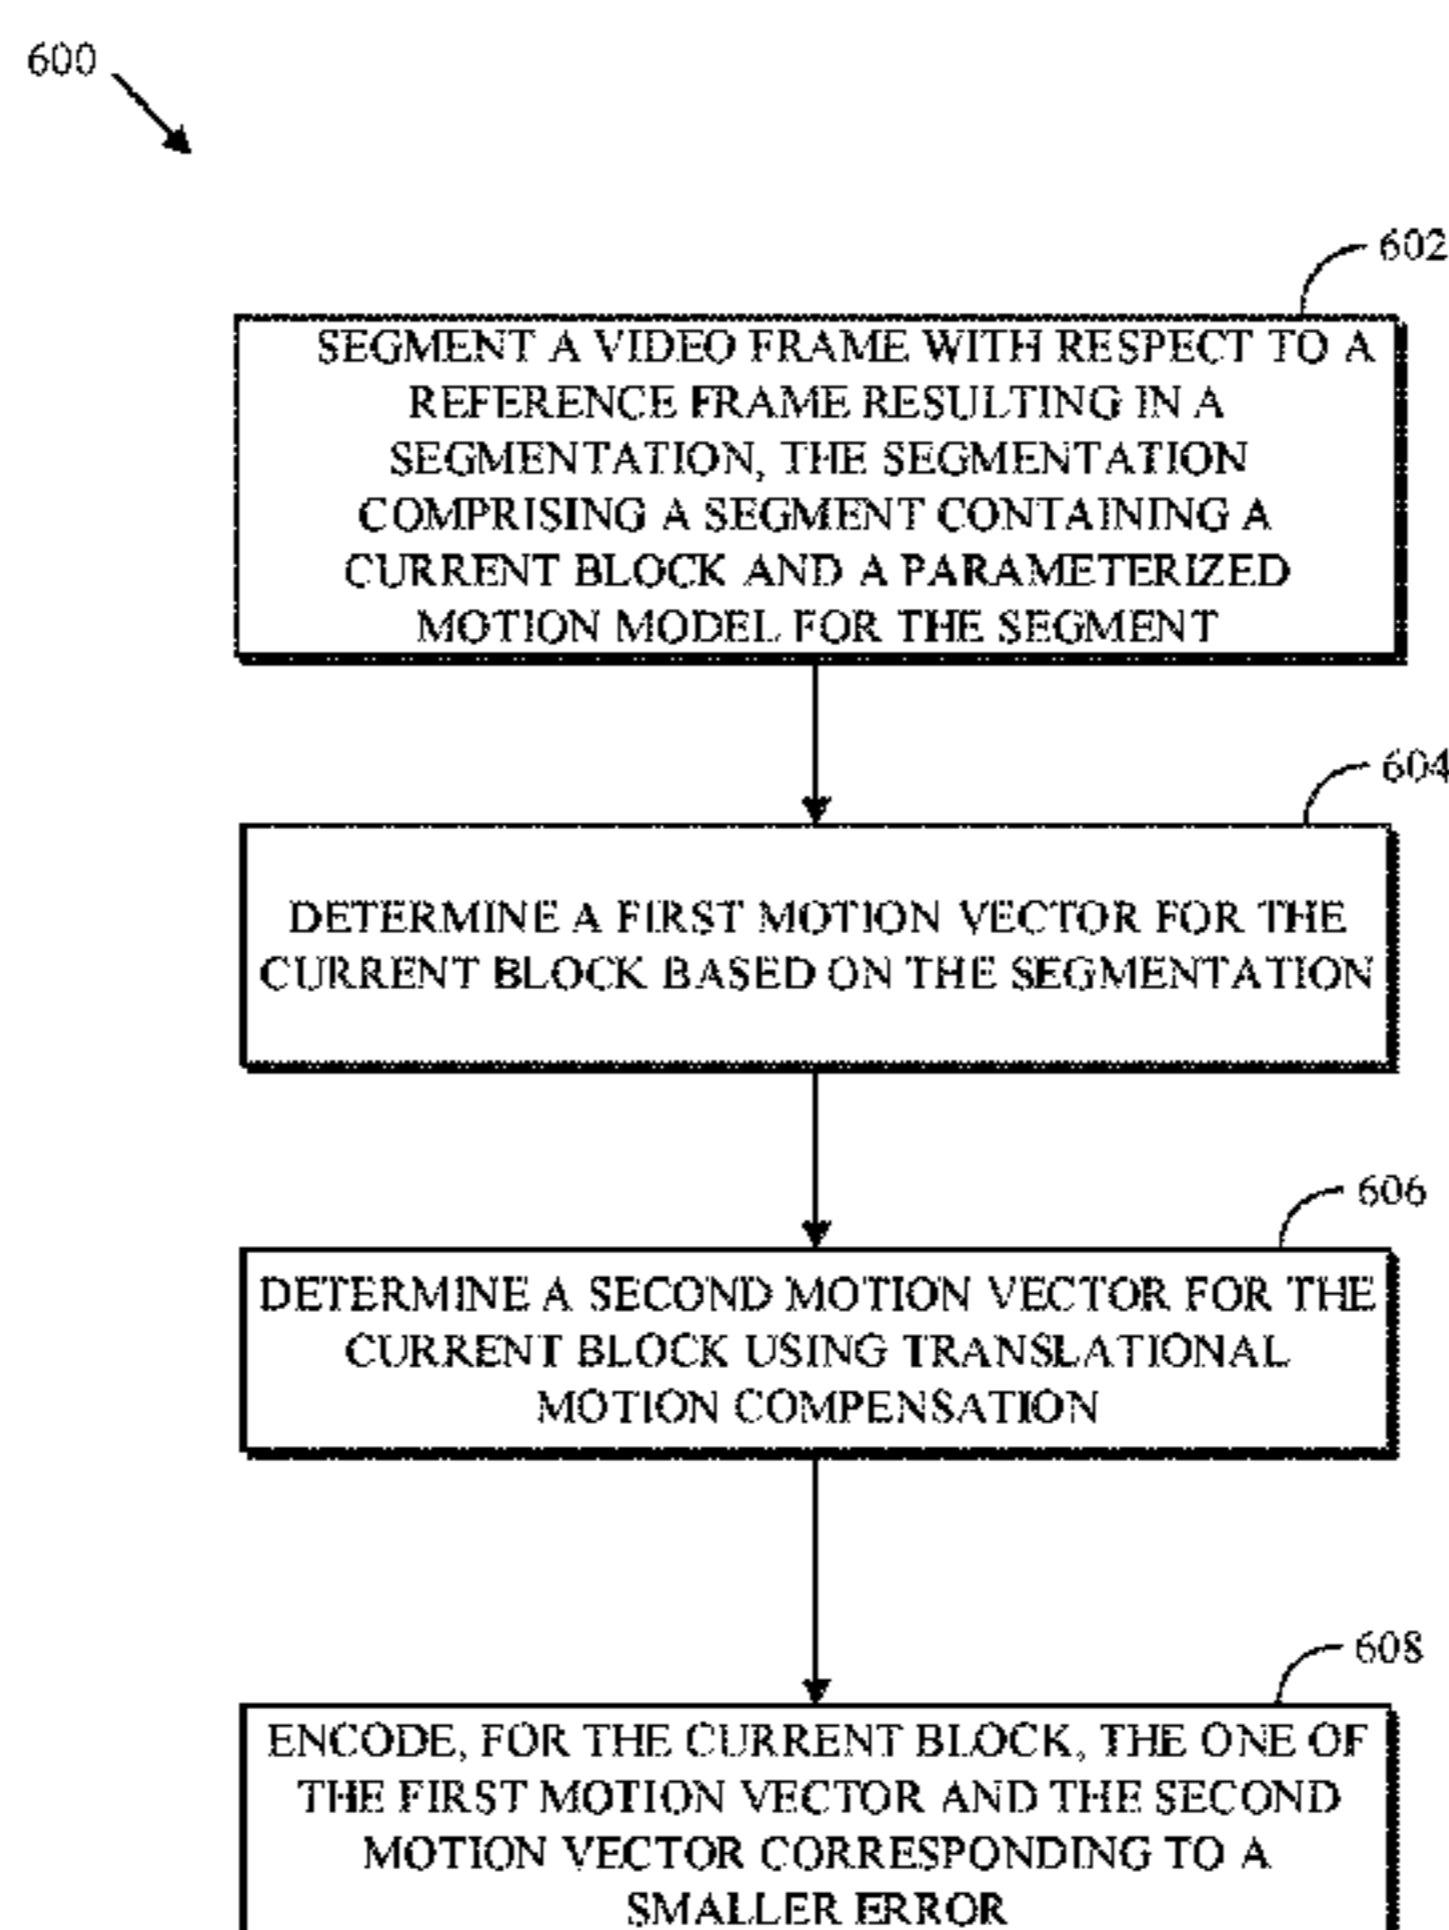 600
602
SEGMENT A VIDEO FRAME WITH RESPECT TO A
REFERENCE FRAME RESULTING IN A
SEGMENTATION, THE SEGMENTATION
COMPRISING A SEGMENT CONTAINING A
CURRENT BLOCK AND A PARAMETERIZED
MOTION MODEL FOR THE SEGMENT
604
DETERMINE A FIRST MOTION VECTOR FOR THE
CURRENT BLOCK BASED ON THE SEGMENTATION
606
DETERMINE A SECOND MOTION VECTOR FOR THE
CURRENT BLOCK USING TRANSLATIONAL
MOTION COMPENSATION
608
ENCODE, FOR THE CURRENT BLOCK, THE ONE OF
THE FIRST MOTION VECTOR AND THE SECOND
MOTION VECTOR CORRESPONDING TO A
SMALLER ERROR